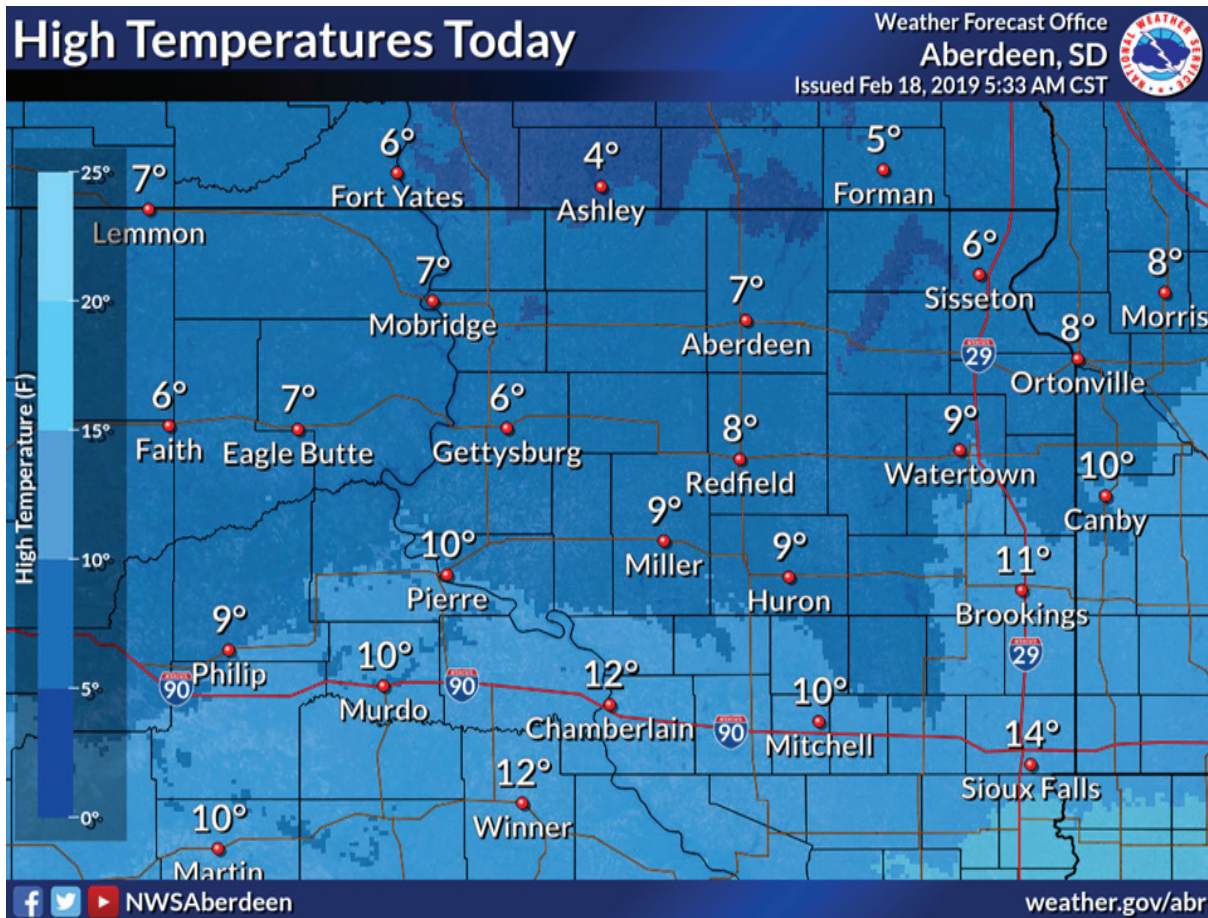 High Temperatures Today
Weather Forecast Office
Aberdeen, SD
Issued Feb 18, 2019 5:33 AM CST
NATIONAL WEATHER SERVICE
High Temperature (F)
25°
20°
15°
10°
5°
0°
7°
Lemmon
6°
Fort Yates
4°
Ashley
5°
Forman
7°
Mobridge
7°
Aberdeen
6°
Sisseton
8°
Morris
8°
Ortonville
6°
Faith
7°
Eagle Butte
6°
Gettysburg
8°
Redfield
9°
Watertown
10°
Canby
10°
Pierre
9°
Miller
9°
Huron
11°
Brookings
9°
Philip
10°
Murdo
12°
Chamberlain
10°
Mitchell
14°
Sioux Falls
12°
Winner
10°
Martin
29
29
90
90
90
NWSAberdeen
weather.gov/abr